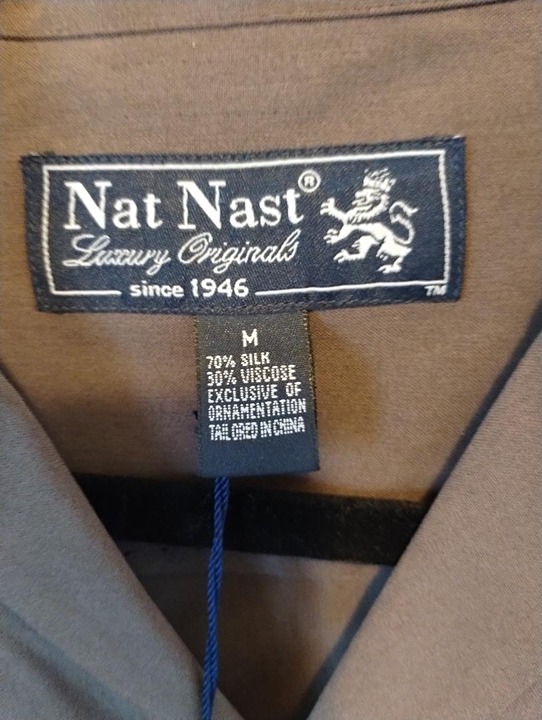 Nat Nast®
Luxury Originals
since 1946
TM
M
70% SILK
30% VISCOSE
EXCLUSIVE OF
ORNAMENTATION
TAILORED IN CHINA